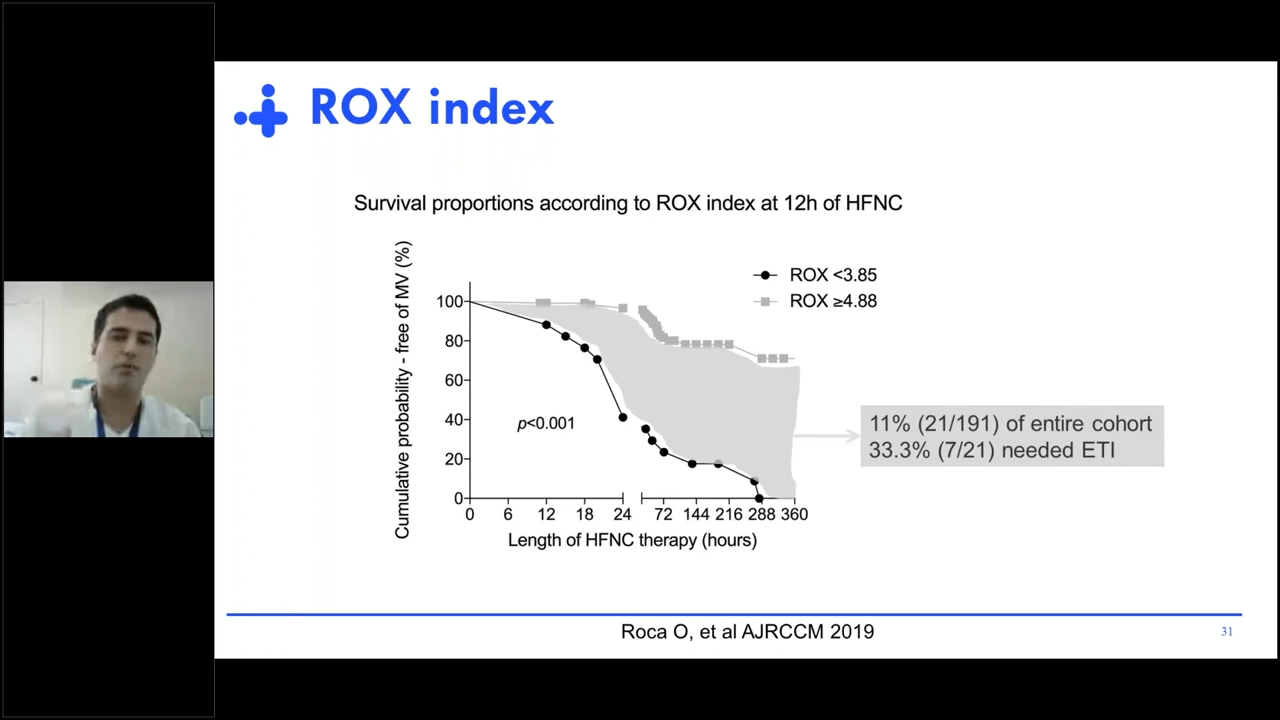 ROX index
Survival proportions according to ROX index at 12h of HFNC
Cumulative probability - free of MV (%)
ROX <3.85
ROX ≥4.88
100
80
60
40
20
0
p<0.001
0 6 12 18 24 72 144 216 288 360
Length of HFNC therapy (hours)
11% (21/191) of entire cohort
33.3% (7/21) needed ETI
Roca O, et al AJRCCM 2019
31